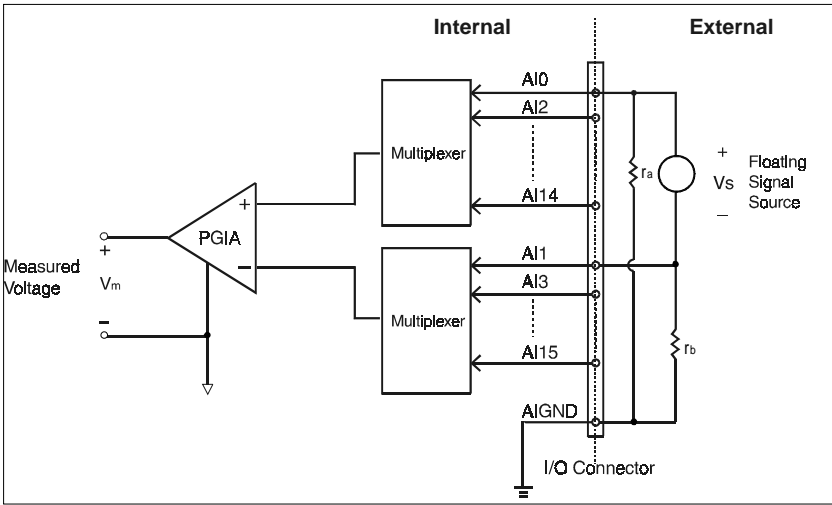 Internal
External
AI0
AI2
Multiplexer
AI14
+
PGIA
−
AI1
AI3
Multiplexer
AI15
AIGND
I/O Connector
Measured
Voltage
+
Vm
−
ra
rb
+
Vs
−
Floating
Signal
Source